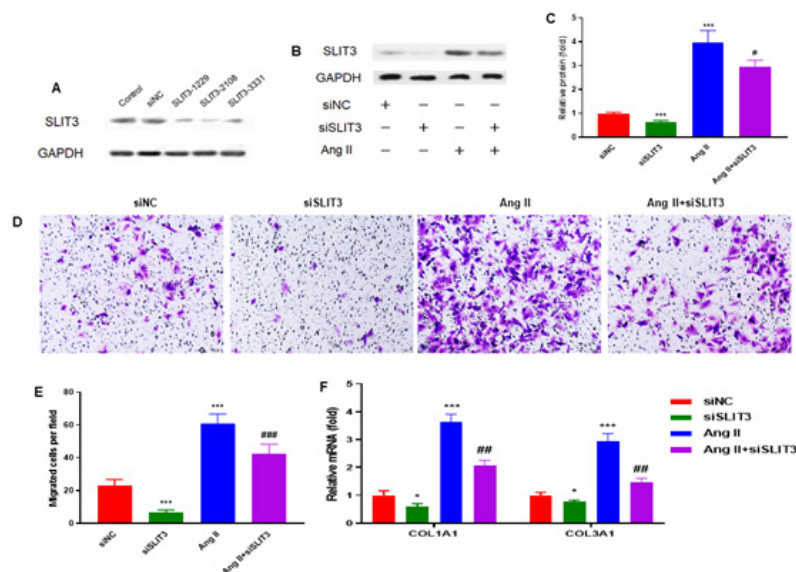 A
Control
siNC
SLIT3-1229
SLIT3-2108
SLIT3-3331
SLIT3
GAPDH
B
SLIT3
GAPDH
siNC + − − −
siSLIT3 − + − +
Ang II − − + +
C
Relative protein (fold)
5
4
3
2
1
0
***
***
#
siNC
siSLIT3
Ang II
Ang II+siSLIT3
D
siNC siSLIT3 Ang II Ang II+siSLIT3
E
Migrated cells per field
80
60
40
20
0
***
***
###
siNC
siSLIT3
Ang II
Ang II+siSLIT3
F
Relative mRNA (fold)
5
4
3
2
1
0
*
***
##
*
***
##
COL1A1 COL3A1
siNC
siSLIT3
Ang II
Ang II+siSLIT3